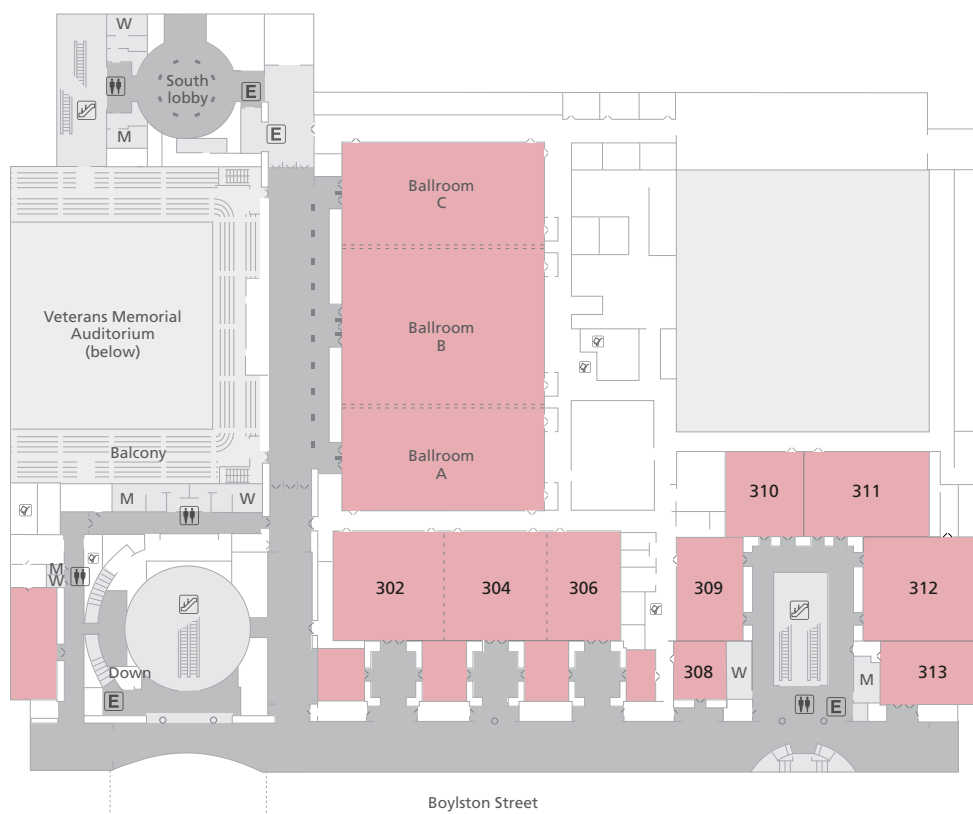 W
South
lobby
E
E
M
Ballroom
C
Veterans Memorial
Auditorium
(below)
Ballroom
B
Balcony
Ballroom
A
M
W
310
311
M
W
302
304
306
309
312
Down
308
W
M
313
E
E
Boylston Street